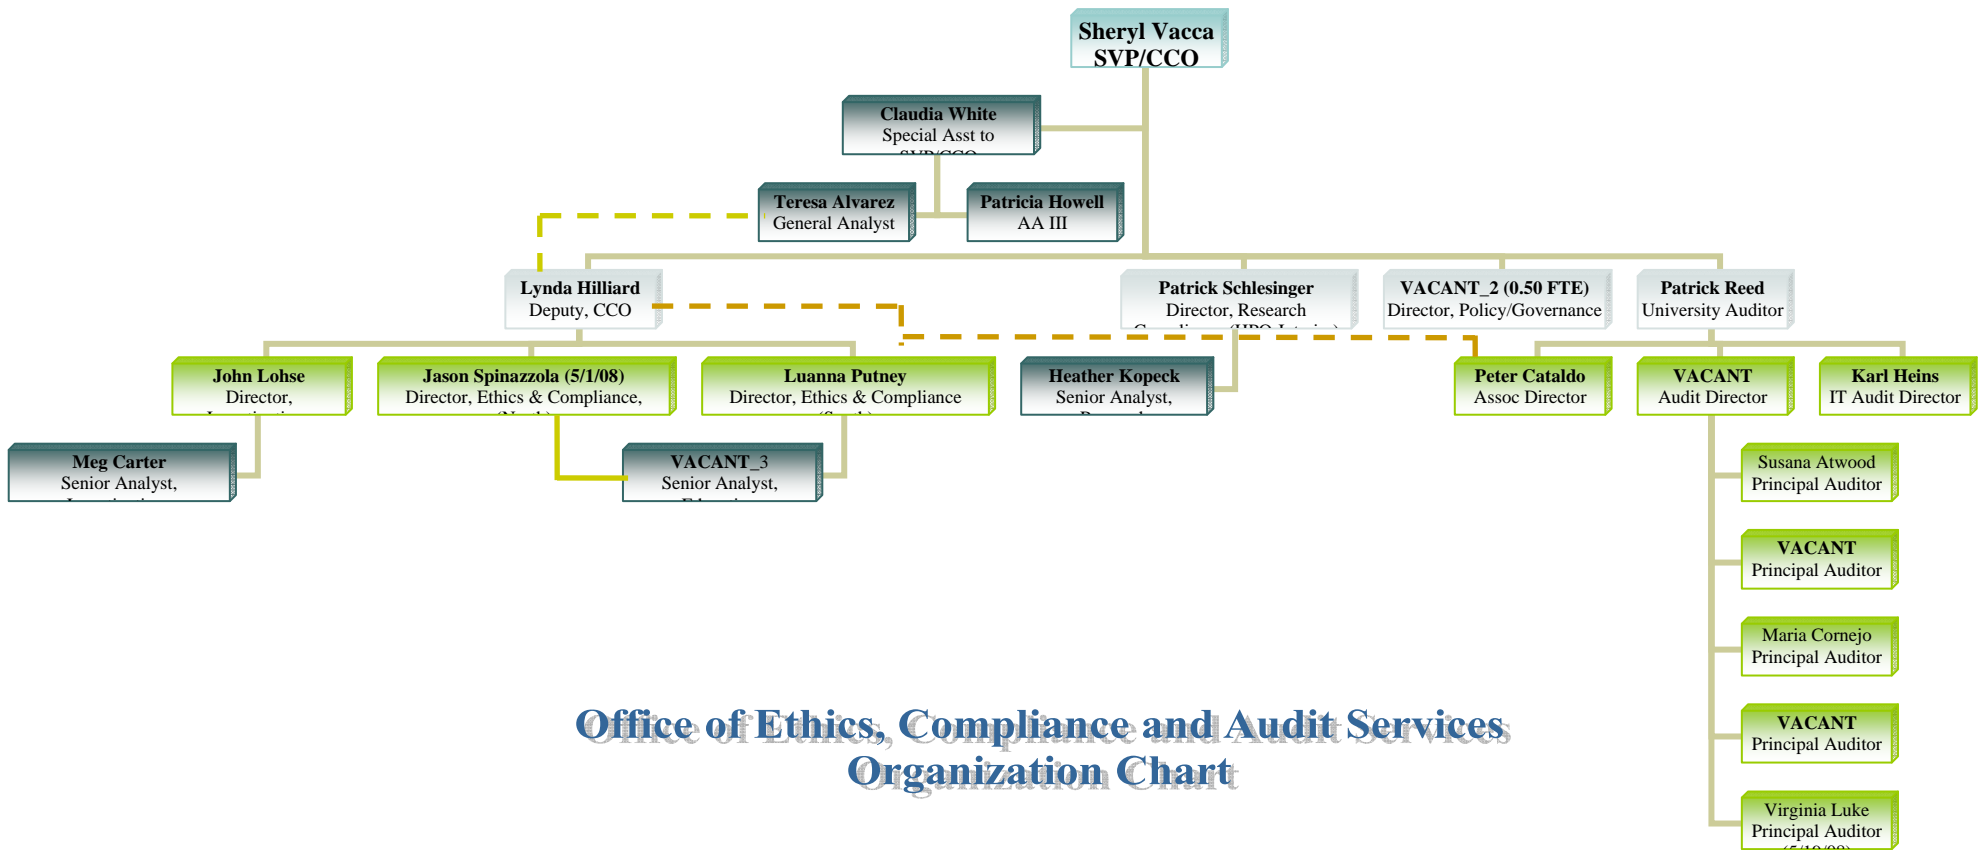 Sheryl Vacca
SVP/CCO
Claudia White
Special Asst to
SVP/CCO
Teresa Alvarez
General Analyst
Patricia Howell
AA III
Lynda Hilliard
Deputy, CCO
Patrick Schlesinger
Director, Research
VACANT_2 (0.50 FTE)
Director, Policy/Governance
Patrick Reed
University Auditor
John Lohse
Director,
Jason Spinazzola (5/1/08)
Director, Ethics & Compliance,
Luanna Putney
Director, Ethics & Compliance
Heather Kopeck
Senior Analyst,
Peter Cataldo
Assoc Director
VACANT
Audit Director
Karl Heins
IT Audit Director
Meg Carter
Senior Analyst,
VACANT_3
Senior Analyst,
Susana Atwood
Principal Auditor
VACANT
Principal Auditor
Maria Cornejo
Principal Auditor
VACANT
Principal Auditor
Virginia Luke
Principal Auditor
Office of Ethics, Compliance and Audit Services
Organization Chart